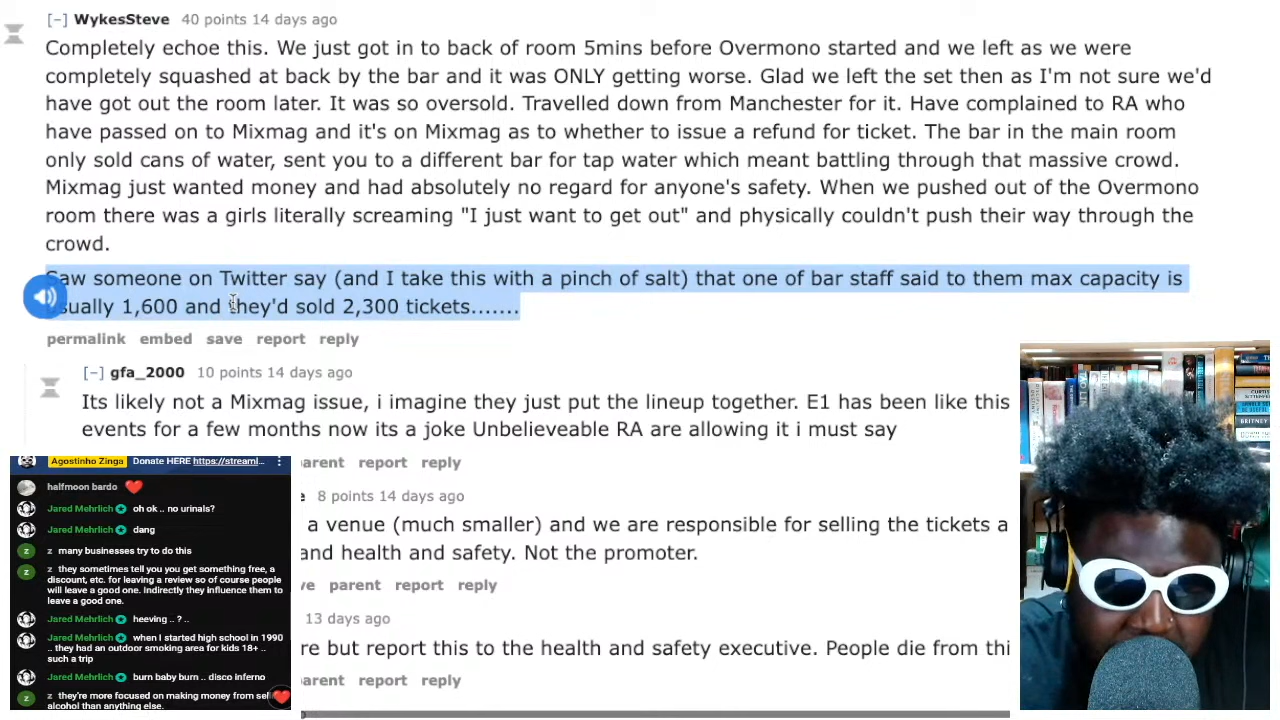 [–] WykesSteve 40 points 14 days ago
Completely echoe this. We just got in to back of room 5mins before Overmono started and we left as we were
completely squashed at back by the bar and it was ONLY getting worse. Glad we left the set then as I'm not sure we'd
have got out the room later. It was so oversold. Travelled down from Manchester for it. Have complained to RA who
have passed on to Mixmag and it's on Mixmag as to whether to issue a refund for ticket. The bar in the main room
only sold cans of water, sent you to a different bar for tap water which meant battling through that massive crowd.
Mixmag just wanted money and had absolutely no regard for anyone's safety. When we pushed out of the Overmono
room there was a girls literally screaming "I just want to get out" and physically couldn't push their way through the
crowd.
Saw someone on Twitter say (and I take this with a pinch of salt) that one of bar staff said to them max capacity is
usually 1,600 and they'd sold 2,300 tickets.......
permalink embed save report reply
[–] gfa_2000 10 points 14 days ago
Its likely not a Mixmag issue, i imagine they just put the lineup together. E1 has been like this
events for a few months now its a joke Unbelievable RA are allowing it i must say
parent report reply
8 points 14 days ago
a venue (much smaller) and we are responsible for selling the tickets a
and health and safety. Not the promoter.
ve parent report reply
13 days ago
re but report this to the health and safety executive. People die from thi
parent report reply
Agostinho Zinga Donate HERE https://streaml...
halfmoon bardo
Jared Mehrlich oh ok .. no urinals?
Jared Mehrlich dang
z many businesses try to do this
z they sometimes tell you you get something free, a
discount, etc. for leaving a review so of course people
will leave a good one. Indirectly they influence them to
leave a good one.
Jared Mehrlich heeving .. ? ..
Jared Mehrlich when I started high school in 1990
.. they had an outdoor smoking area for kids 18+ ..
such a trip
Jared Mehrlich burn baby burn .. disco inferno
z they're more focused on making money from sel
alcohol than anything else.